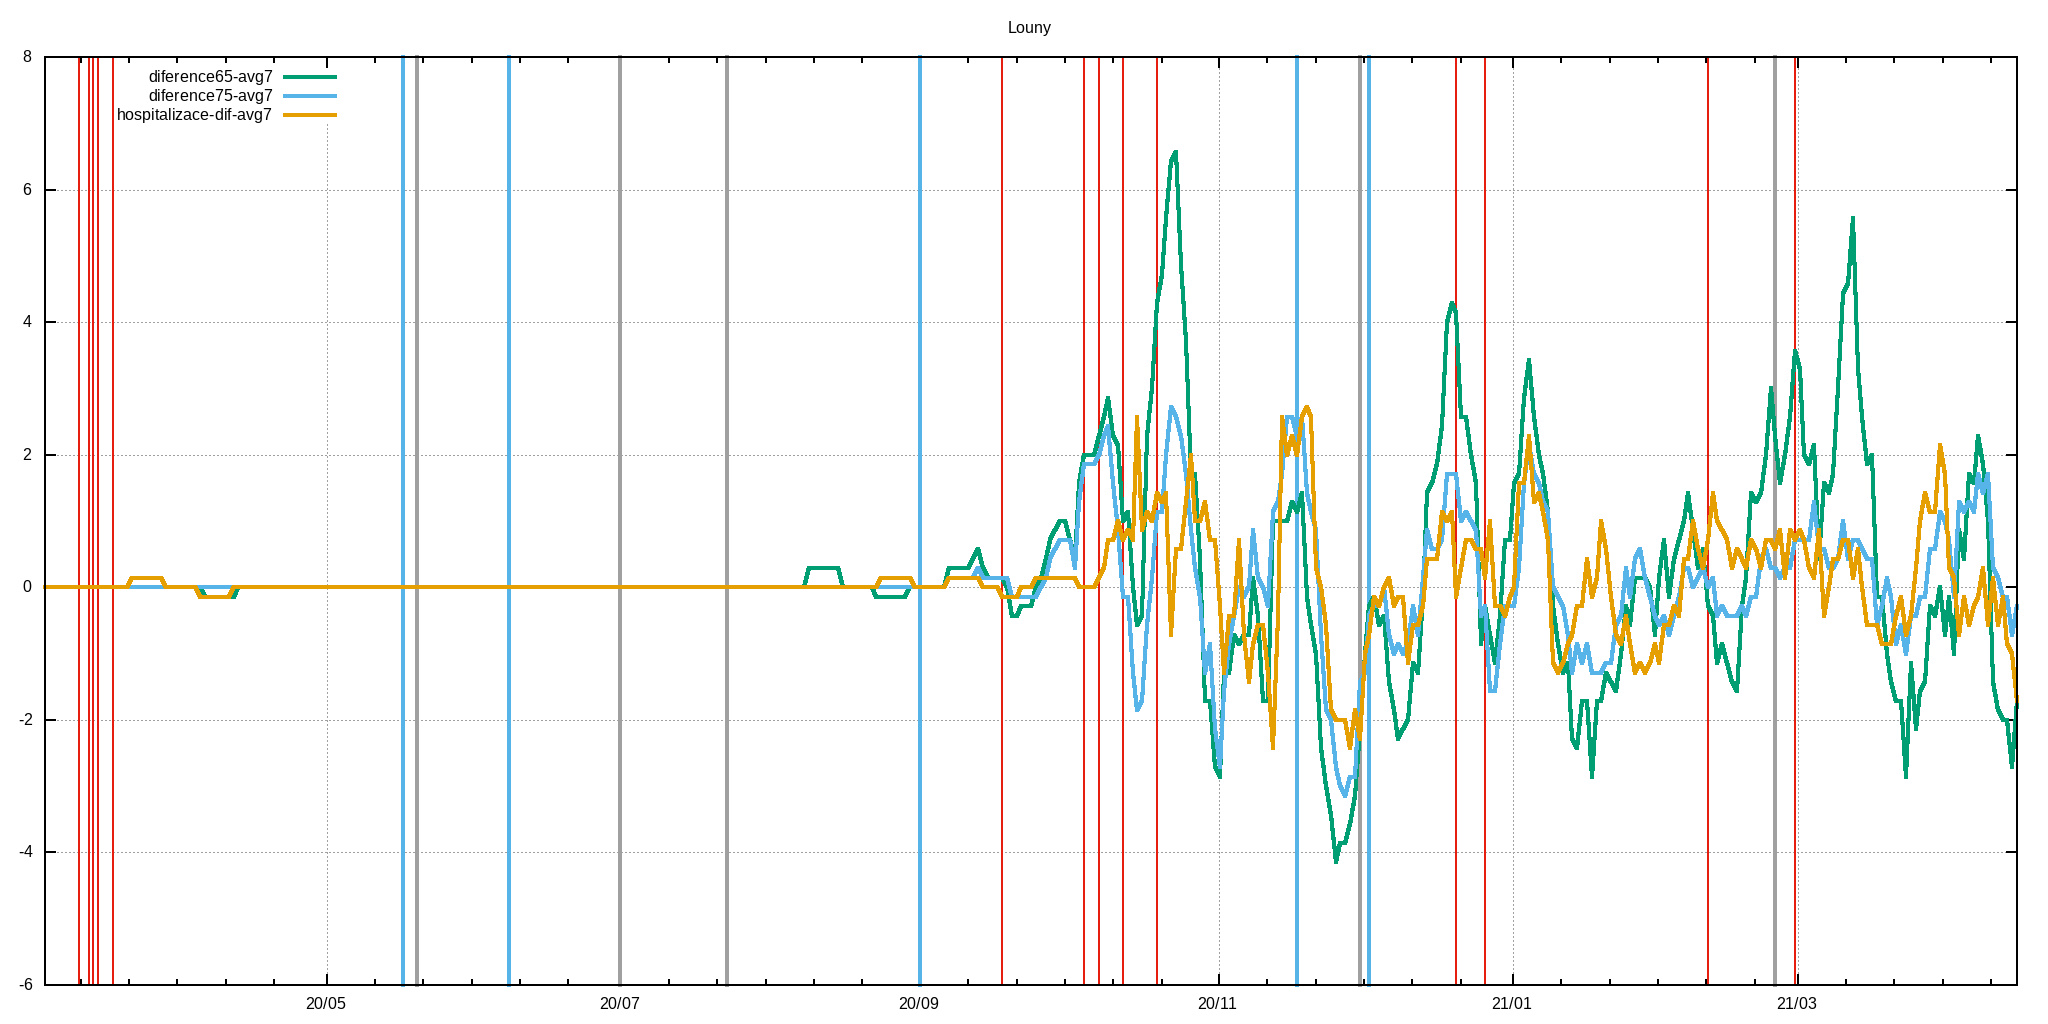 Louny
8
diference65-avg7
diference75-avg7
hospitalizace-dif-avg7
6
4
2
0
-2
-4
-6
20/05 20/07 20/09 20/11 21/01 21/03